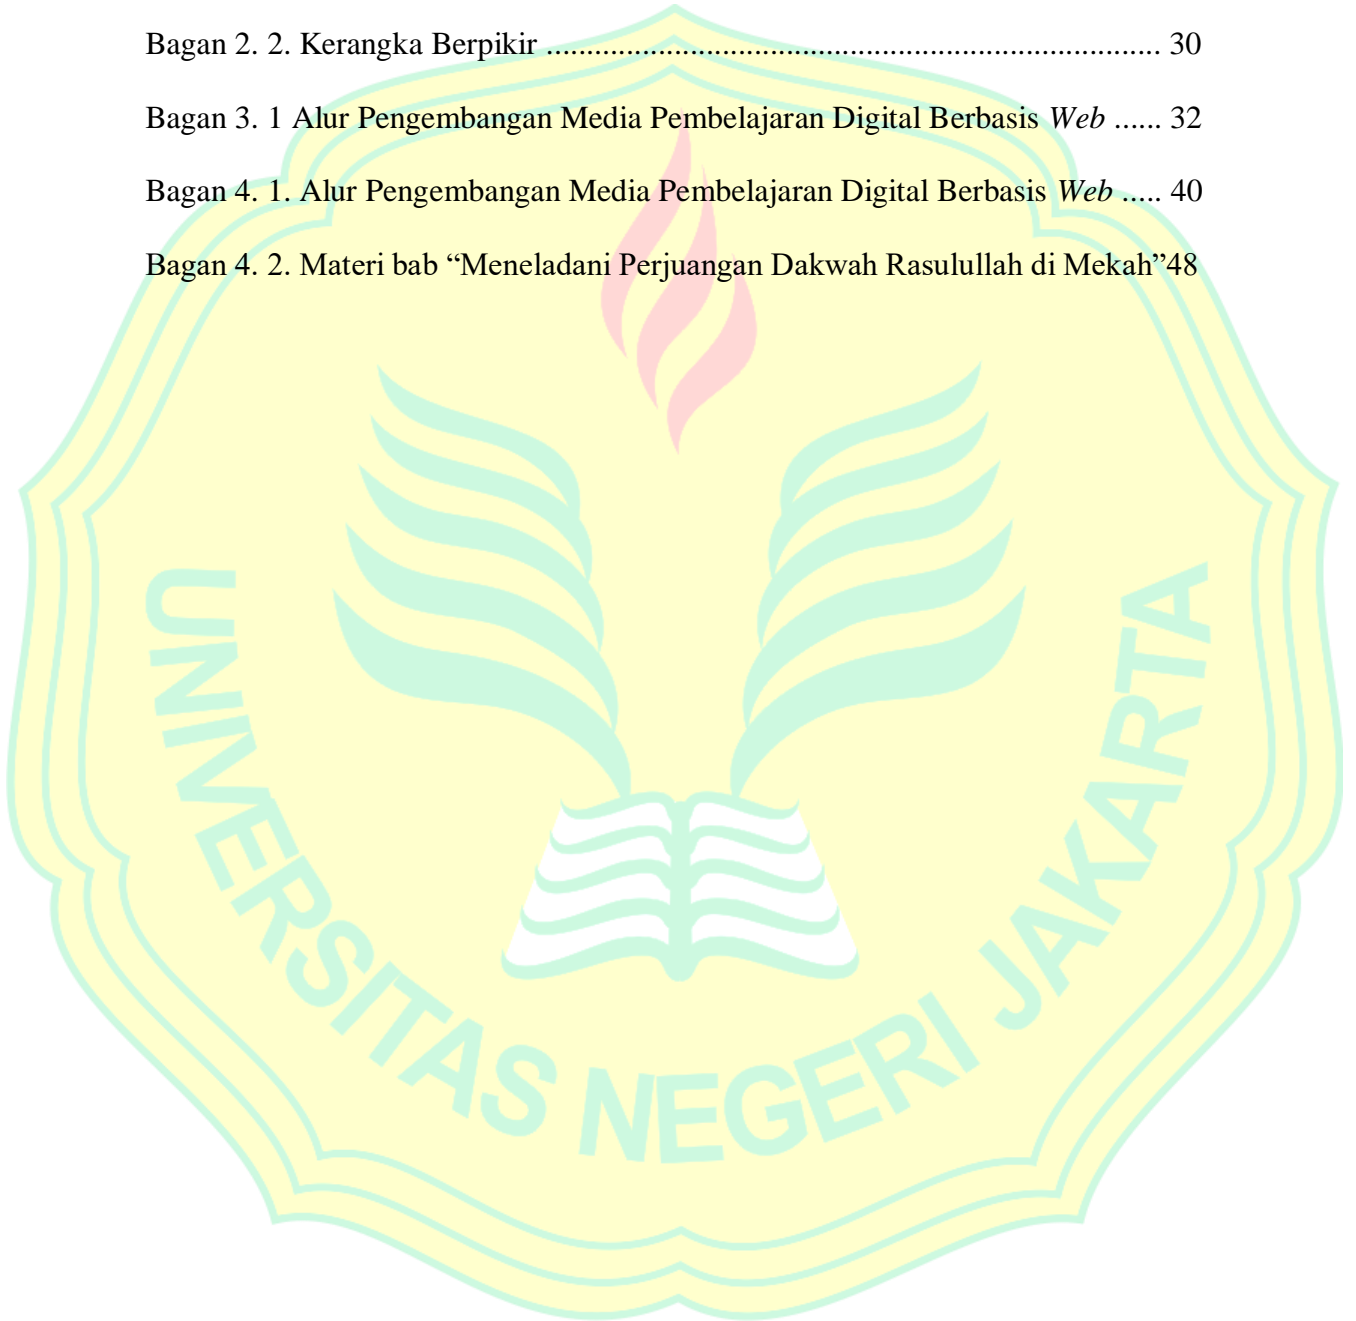 Bagan 2. 2. Kerangka Berpikir ............................................................................ 30
Bagan 3. 1 Alur Pengembangan Media Pembelajaran Digital Berbasis Web ...... 32
Bagan 4. 1. Alur Pengembangan Media Pembelajaran Digital Berbasis Web ..... 40
Bagan 4. 2. Materi bab “Meneladani Perjuangan Dakwah Rasulullah di Mekah”48
UNIVERSITAS NEGERI JAKARTA